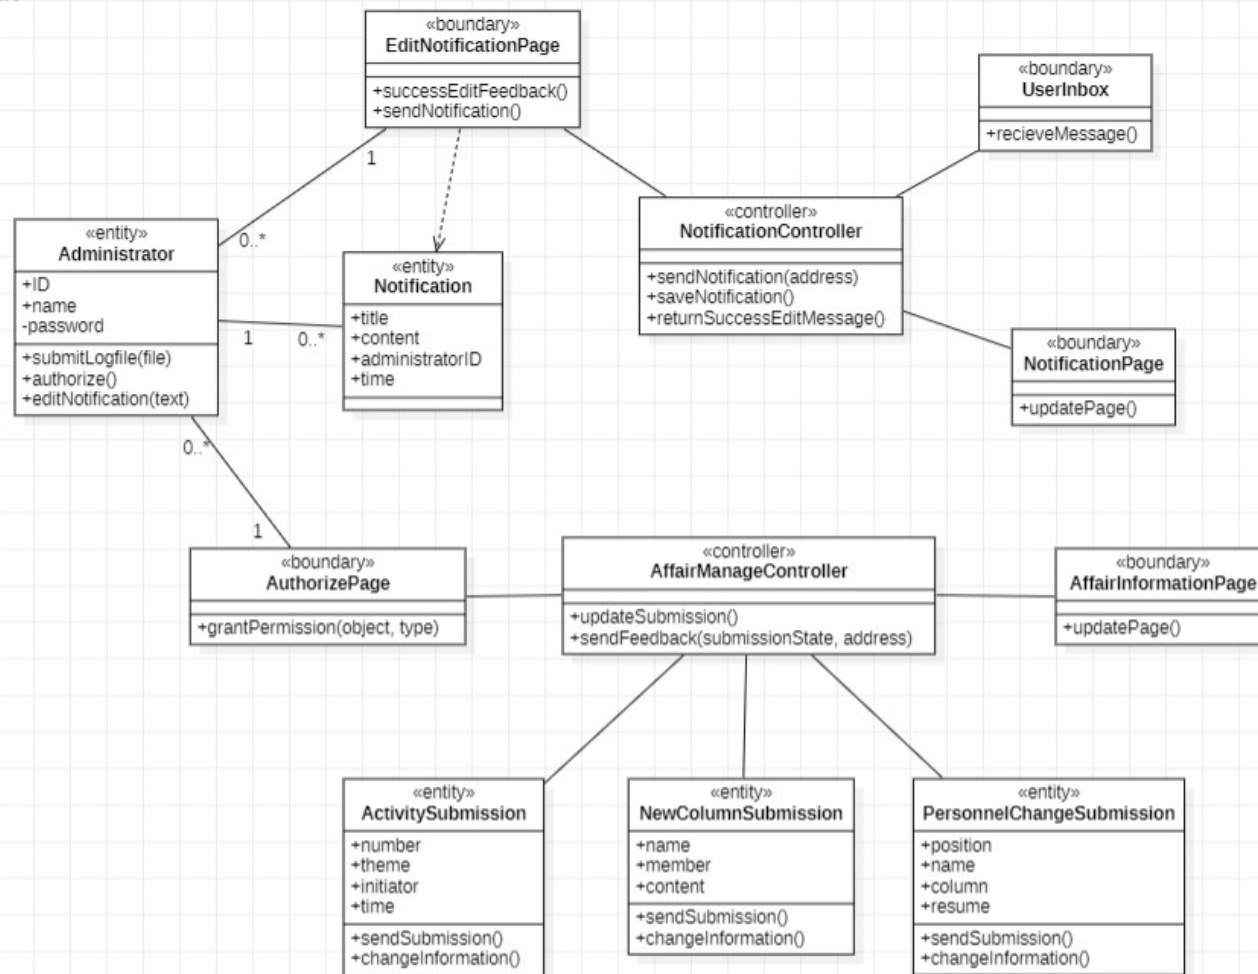 «boundary»
EditNotificationPage
+successEditFeedback()
+sendNotification()
«boundary»
UserInbox
+recieveMessage()
1
0..*
«entity»
Administrator
+ID
+name
-password
+submitLogfile(file)
+authorize()
+editNotification(text)
1
0..*
«entity»
Notification
+title
+content
+administratorID
+time
«controller»
NotificationController
+sendNotification(address)
+saveNotification()
+returnSuccessEditMessage()
«boundary»
NotificationPage
+updatePage()
0..*
1
«boundary»
AuthorizePage
+grantPermission(object, type)
«controller»
AffairManageController
+updateSubmission()
+sendFeedback(submissionState, address)
«boundary»
AffairInformationPage
+updatePage()
«entity»
ActivitySubmission
+number
+theme
+initiator
+time
+sendSubmission()
+changeInformation()
«entity»
NewColumnSubmission
+name
+member
+content
+sendSubmission()
+changeInformation()
«entity»
PersonnelChangeSubmission
+position
+name
+column
+resume
+sendSubmission()
+changeInformation()